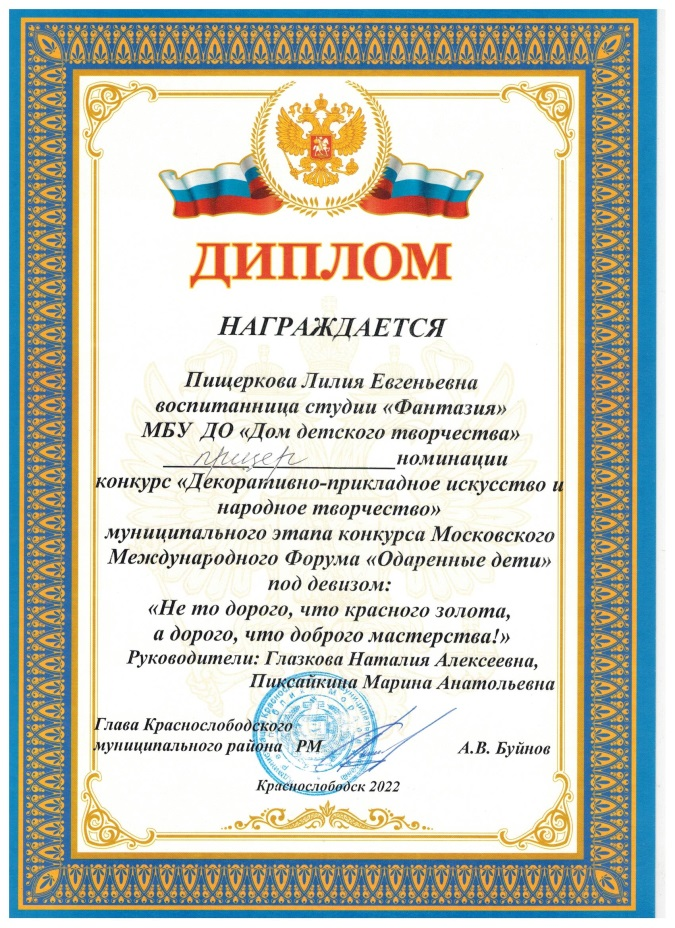 ДИПЛОМ
НАГРАЖДАЕТСЯ
Пищеркова Лилия Евгеньевна
воспитанница студии «Фантазия»
МБУ ДО «Дом детского творчества»
призер номинации
конкурс «Декоративно-прикладное искусство и
народное творчество»
муниципального этапа конкурса Московского
Международного Форума «Одаренные дети»
под девизом:
«Не то дорого, что красного золота,
а дорого, что доброго мастерства!»
Руководители: Глазкова Наталия Алексеевна,
Пиксайкина Марина Анатольевна
Глава Краснослободского
муниципального района РМ А.В. Буйнов
Краснослободск 2022